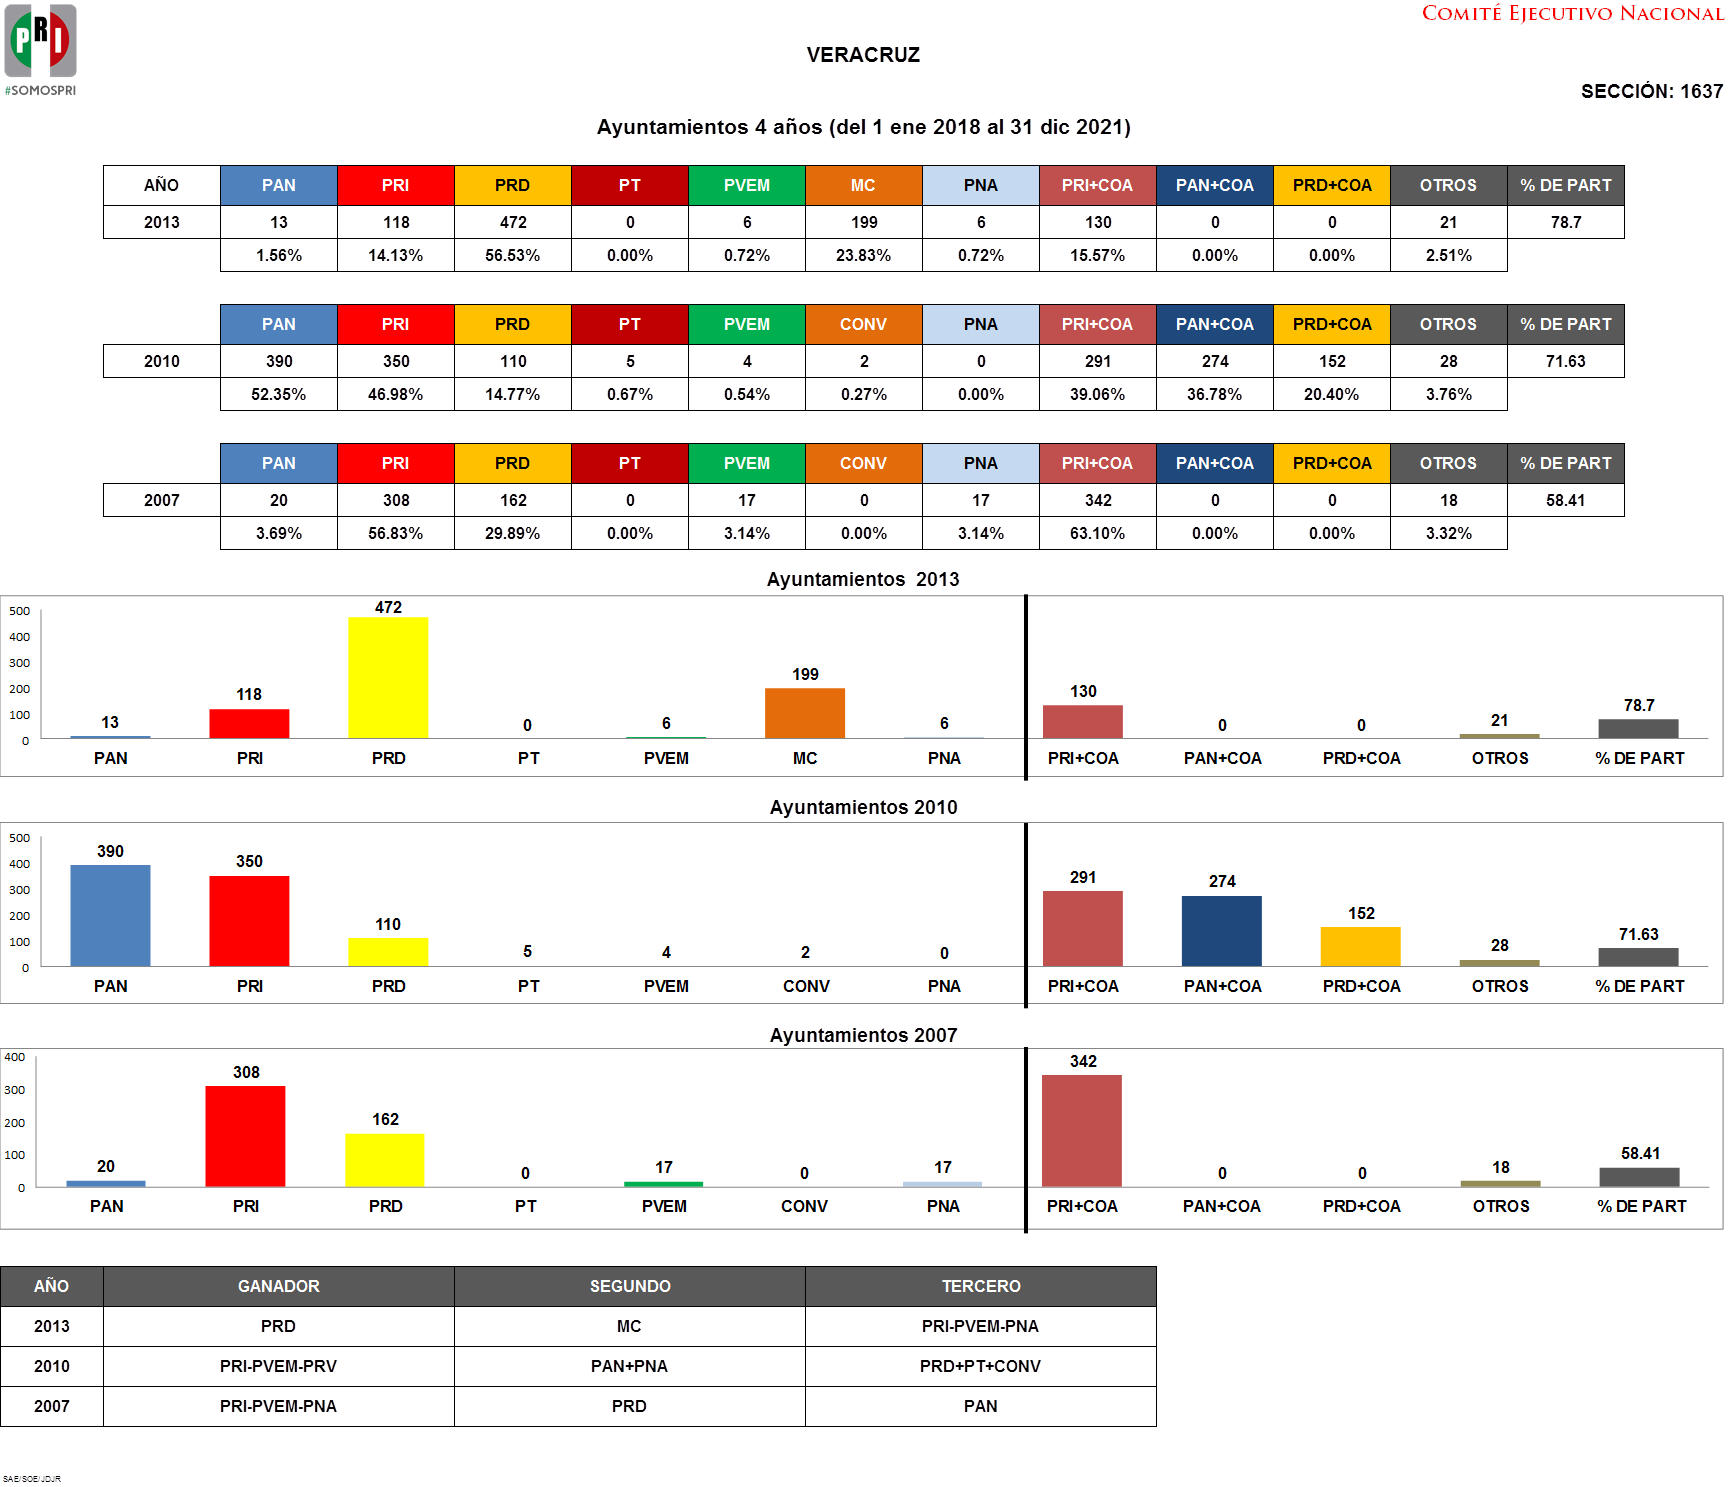 COMITÉ EJECUTIVO NACIONAL
PRI
#SOMOSPRI
VERACRUZ
SECCIÓN: 1637
Ayuntamientos 4 años (del 1 ene 2018 al 31 dic 2021)
AÑO PAN PRI PRD PT PVEM MC PNA PRI+COA PAN+COA PRD+COA OTROS % DE PART
2013 13 118 472 0 6 199 6 130 0 0 21 78.7
1.56% 14.13% 56.53% 0.00% 0.72% 23.83% 0.72% 15.57% 0.00% 0.00% 2.51%
PAN PRI PRD PT PVEM CONV PNA PRI+COA PAN+COA PRD+COA OTROS % DE PART
2010 390 350 110 5 4 2 0 291 274 152 28 71.63
52.35% 46.98% 14.77% 0.67% 0.54% 0.27% 0.00% 39.06% 36.78% 20.40% 3.76%
PAN PRI PRD PT PVEM CONV PNA PRI+COA PAN+COA PRD+COA OTROS % DE PART
2007 20 308 162 0 17 0 17 342 0 0 18 58.41
3.69% 56.83% 29.89% 0.00% 3.14% 0.00% 3.14% 63.10% 0.00% 0.00% 3.32%
Ayuntamientos 2013
500
400
300
200
100
0
13 118 472 0 6 199 6 130 0 0 21 78.7
PAN PRI PRD PT PVEM MC PNA PRI+COA PAN+COA PRD+COA OTROS % DE PART
Ayuntamientos 2010
500
400
300
200
100
0
390 350 110 5 4 2 0 291 274 152 28 71.63
PAN PRI PRD PT PVEM CONV PNA PRI+COA PAN+COA PRD+COA OTROS % DE PART
Ayuntamientos 2007
400
300
200
100
0
20 308 162 0 17 0 17 342 0 0 18 58.41
PAN PRI PRD PT PVEM CONV PNA PRI+COA PAN+COA PRD+COA OTROS % DE PART
AÑO GANADOR SEGUNDO TERCERO
2013 PRD MC PRI-PVEM-PNA
2010 PRI-PVEM-PRV PAN+PNA PRD+PT+CONV
2007 PRI-PVEM-PNA PRD PAN
SAE/SOE/JDJR